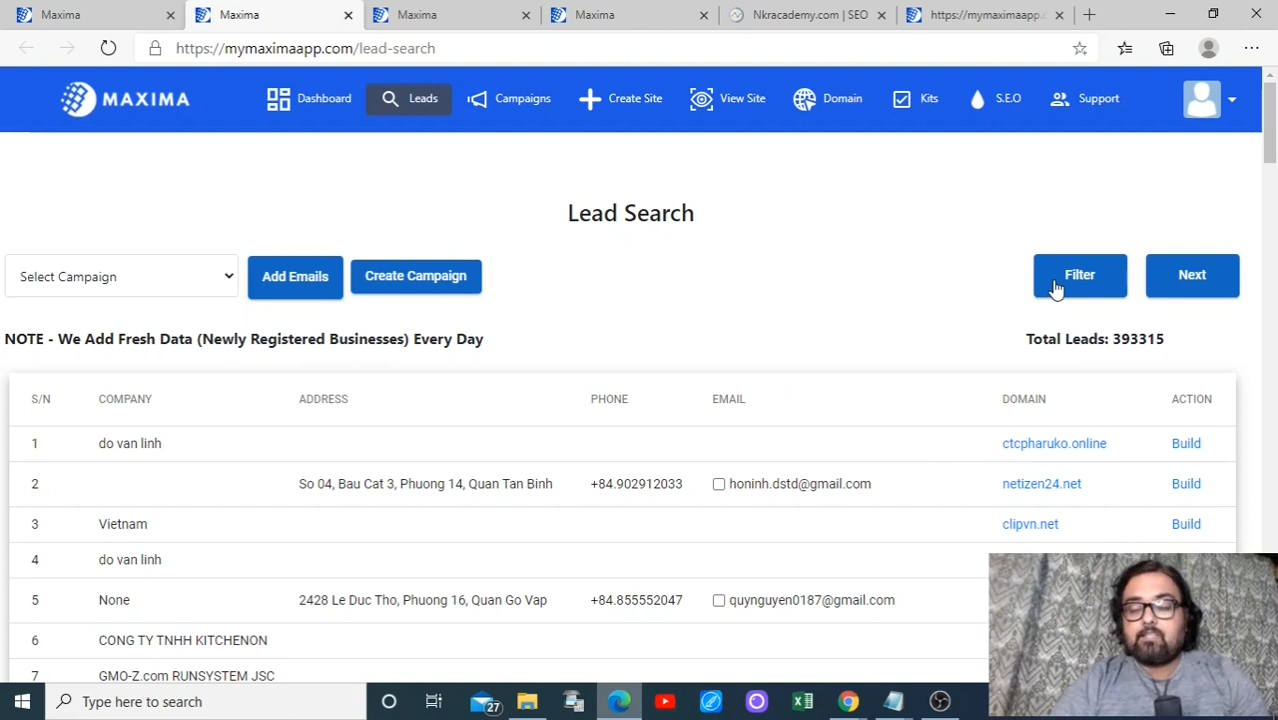 Maxima
Maxima
Maxima
Maxima
Nkracademy.com | SEO
https://mymaximaapp.c
https://mymaximaapp.com/lead-search
MAXIMA
Dashboard
Leads
Campaigns
Create Site
View Site
Domain
Kits
S.E.O
Support
Lead Search
Select Campaign
Add Emails
Create Campaign
Filter
Next
NOTE - We Add Fresh Data (Newly Registered Businesses) Every Day
Total Leads: 393315
S/N COMPANY ADDRESS PHONE EMAIL DOMAIN ACTION
1 do van linh ctcpharuko.online Build
2 So 04, Bau Cat 3, Phuong 14, Quan Tan Binh +84.902912033 honinh.dstd@gmail.com netizen24.net Build
3 Vietnam clipvn.net Build
4 do van linh
5 None 2428 Le Duc Tho, Phuong 16, Quan Go Vap +84.855552047 quynguyen0187@gmail.com
6 CONG TY TNHH KITCHENON
7 GMO-Z.com RUNSYSTEM JSC
Type here to search
27